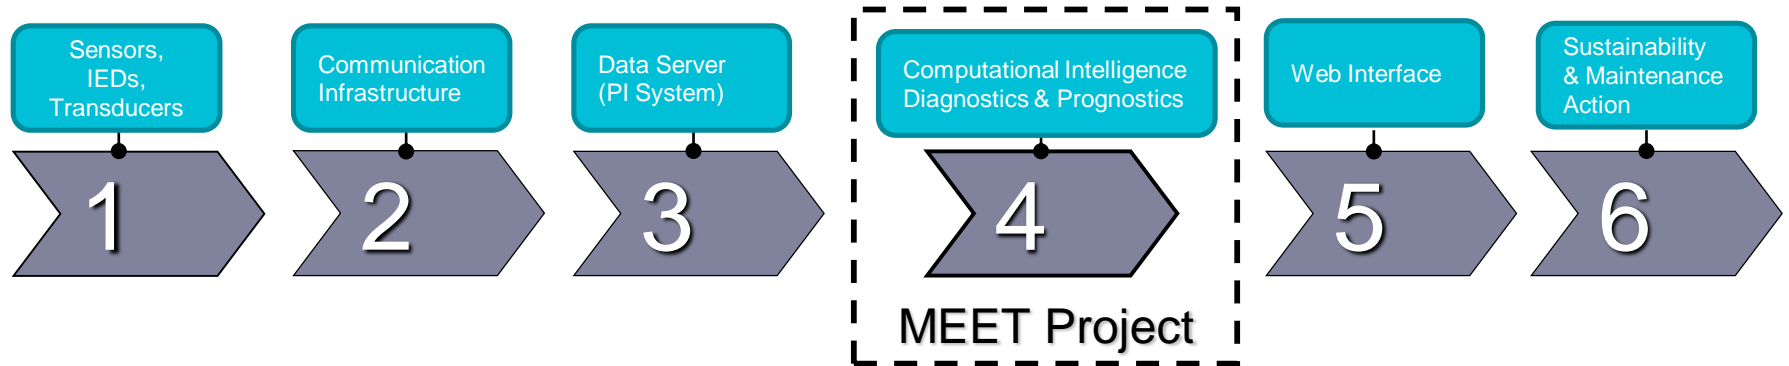 Sensors,
IEDs,
Transducers
Communication
Infrastructure
Data Server
(PI System)
Computational Intelligence
Diagnostics & Prognostics
Web Interface
Sustainability
& Maintenance
Action
1
2
3
4
5
6
MEET Project